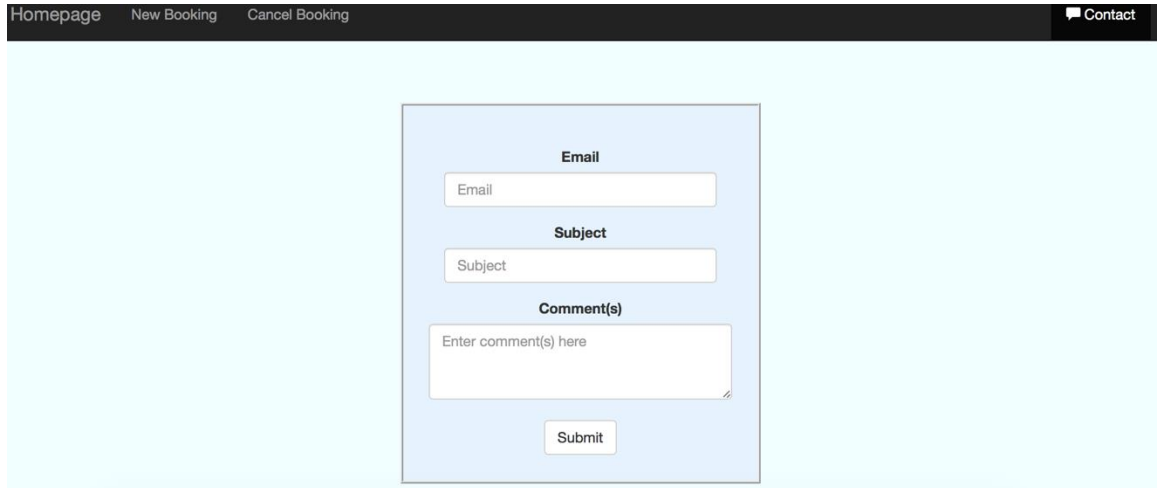 Homepage New Booking Cancel Booking Contact
Email
Email
Subject
Subject
Comment(s)
Enter comment(s) here
Submit